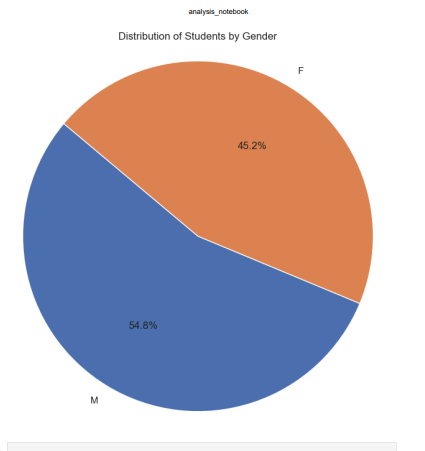 analysis_notebook
Distribution of Students by Gender
F
45.2%
54.8%
M